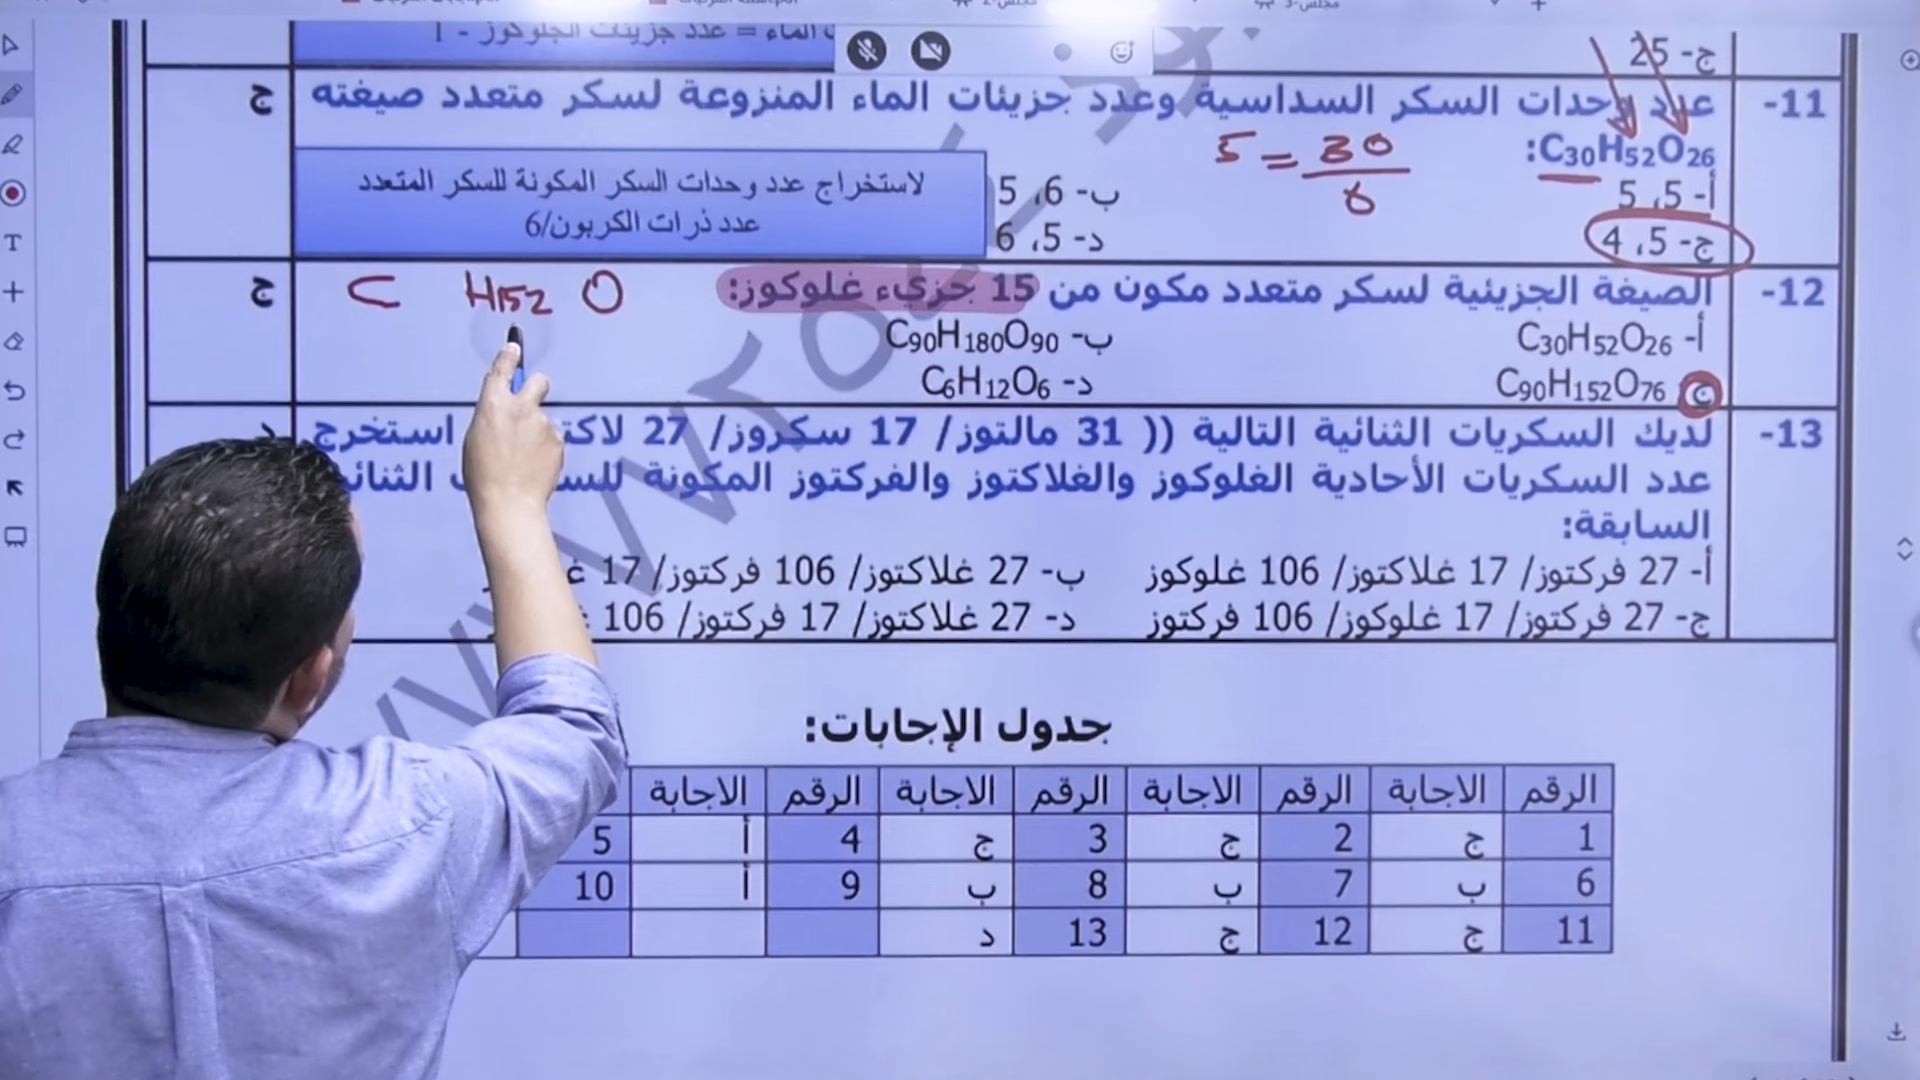 ج- 25
الماء = عدد جزيئات الجلوكوز - 1
11- عدد وحدات السكر السداسية وعدد جزيئات الماء المنزوعة لسكر متعدد صيغته ج
C30H52O26:
5 = 30/6
أ- 5، 5
ب- 6، 5
ج- 5، 4
د- 5، 6
لاستخراج عدد وحدات السكر المكونة للسكر المتعدد
عدد ذرات الكربون/6
12- الصيغة الجزيئية لسكر متعدد مكون من 15 جزيء غلوكوز: ج
C H152 O
أ- C30H52O26
ب- C90H180O90
ج C90H152O76
د- C6H12O6
13- لديك السكريات الثنائية التالية (( 31 مالتوز/ 17 سكروز/ 27 استخرج
عدد السكريات الأحادية الغلوكوز والغلاكتوز والفركتوز المكونة
السابقة:
أ- 27 فركتوز/ 17 غلاكتوز/ 106 غلوكوز
ب- 27 غلاكتوز/ 106 فركتوز/ 17
ج- 27 فركتوز/ 17 غلوكوز/ 106 فركتوز
د- 27 غلاكتوز/ 17 فركتوز/ 106
جدول الإجابات:
الرقم الاجابة الرقم الاجابة الرقم الاجابة الرقم الاجابة
1 ج 2 ج 3 ج 4 أ 5
6 ب 7 ب 8 ب 9 أ 10
11 ج 12 ج 13 د